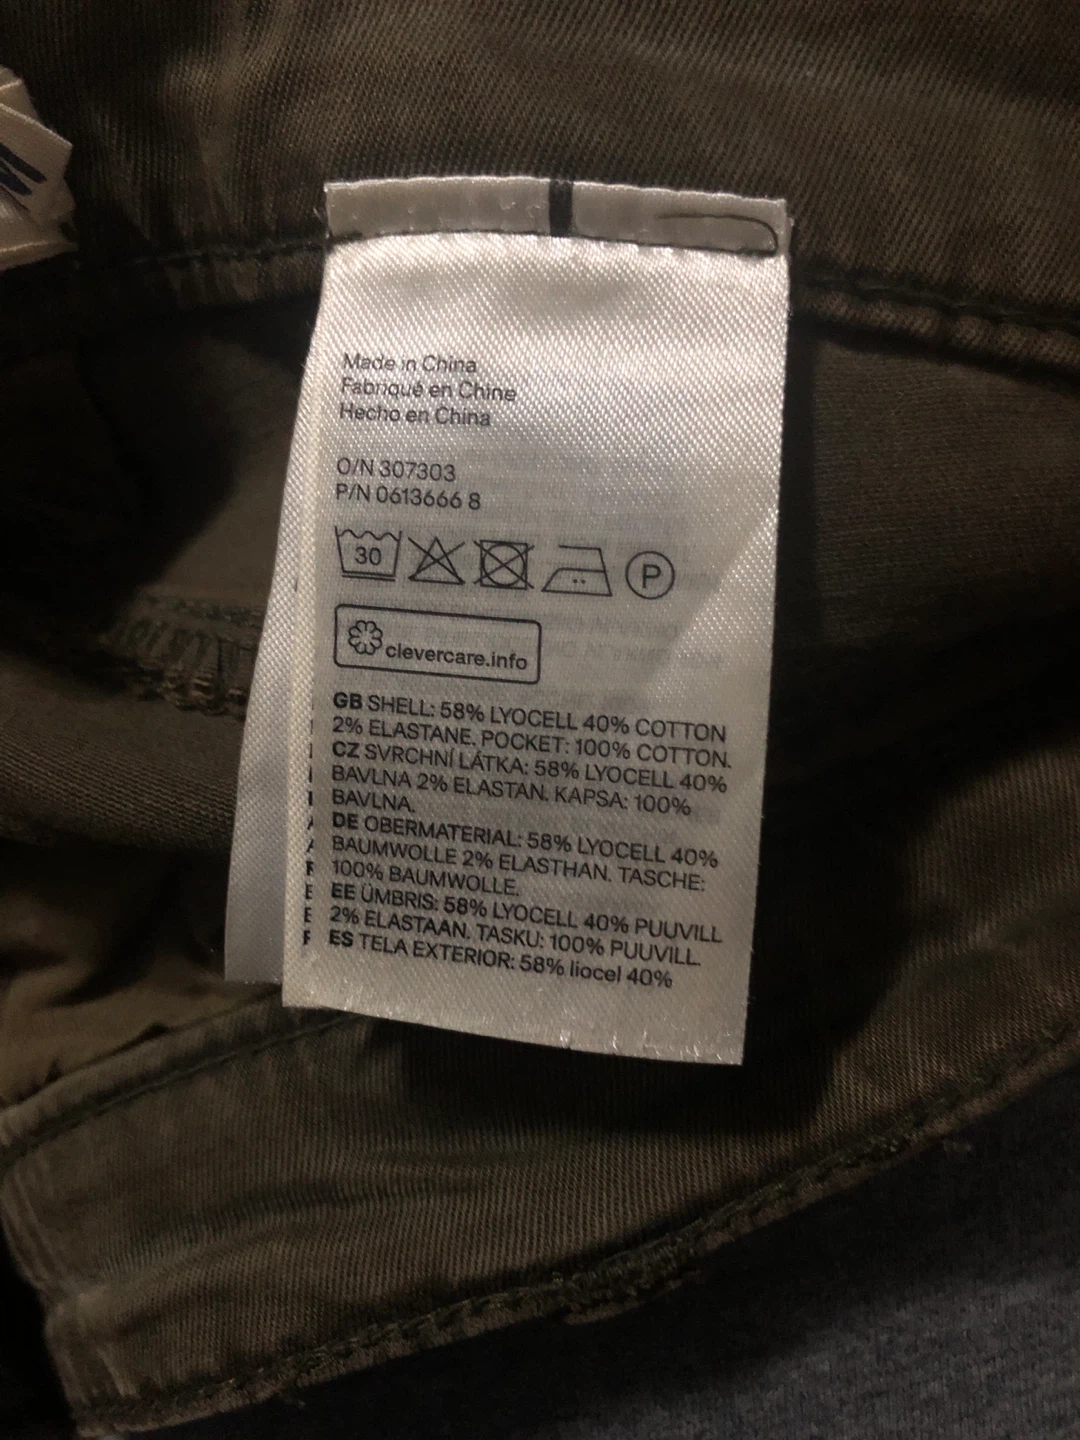 Made in China
Fabriqué en Chine
Hecho en China
O/N 307303
P/N 0613666 8
30
P
clevercare.info
GB SHELL: 58% LYOCELL 40% COTTON
2% ELASTANE. POCKET: 100% COTTON.
CZ SVRCHNÍ LÁTKA: 58% LYOCELL 40%
BAVLNA 2% ELASTAN. KAPSA: 100%
BAVLNA.
DE OBERMATERIAL: 58% LYOCELL 40%
BAUMWOLLE 2% ELASTHAN. TASCHE:
100% BAUMWOLLE.
EE ÜMBRIS: 58% LYOCELL 40% PUUVILL
2% ELASTAAN. TASKU: 100% PUUVILL
ES TELA EXTERIOR: 58% liocel 40%